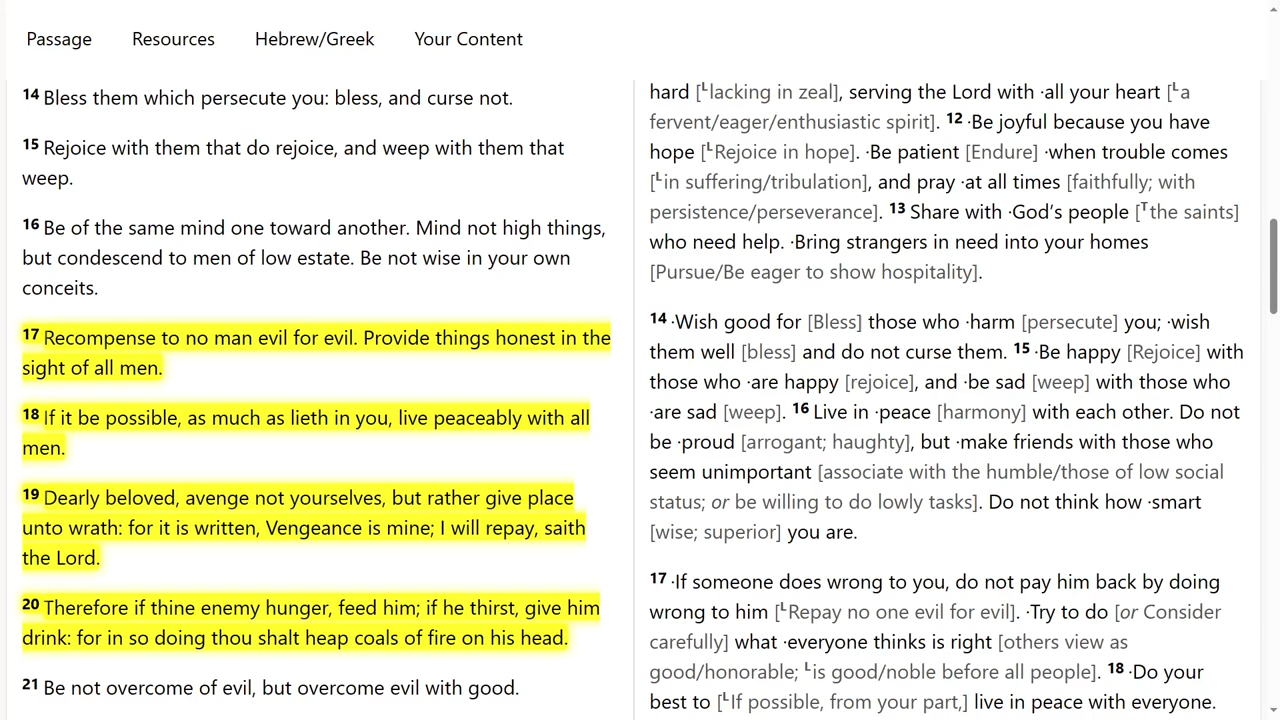 Passage Resources Hebrew/Greek Your Content
14 Bless them which persecute you: bless, and curse not.
15 Rejoice with them that do rejoice, and weep with them that
weep.
16 Be of the same mind one toward another. Mind not high things,
but condescend to men of low estate. Be not wise in your own
conceits.
17 Recompense to no man evil for evil. Provide things honest in the
sight of all men.
18 If it be possible, as much as lieth in you, live peaceably with all
men.
19 Dearly beloved, avenge not yourselves, but rather give place
unto wrath: for it is written, Vengeance is mine; I will repay, saith
the Lord.
20 Therefore if thine enemy hunger, feed him; if he thirst, give him
drink: for in so doing thou shalt heap coals of fire on his head.
21 Be not overcome of evil, but overcome evil with good.
hard [ᴸlacking in zeal], serving the Lord with ·all your heart [ᴸa
fervent/eager/enthusiastic spirit]. 12 ·Be joyful because you have
hope [ᴸRejoice in hope]. ·Be patient [Endure] ·when trouble comes
[ᴸin suffering/tribulation], and pray ·at all times [faithfully; with
persistence/perseverance]. 13 Share with ·God’s people [ᵀthe saints]
who need help. ·Bring strangers in need into your homes
[Pursue/Be eager to show hospitality].
14 ·Wish good for [Bless] those who ·harm [persecute] you; ·wish
them well [bless] and do not curse them. 15 ·Be happy [Rejoice] with
those who ·are happy [rejoice], and ·be sad [weep] with those who
·are sad [weep]. 16 Live in ·peace [harmony] with each other. Do not
be ·proud [arrogant; haughty], but ·make friends with those who
seem unimportant [associate with the humble/those of low social
status; or be willing to do lowly tasks]. Do not think how ·smart
[wise; superior] you are.
17 ·If someone does wrong to you, do not pay him back by doing
wrong to him [ᴸRepay no one evil for evil]. ·Try to do [or Consider
carefully] what ·everyone thinks is right [others view as
good/honorable; ᴸis good/noble before all people]. 18 ·Do your
best to [ᴸIf possible, from your part,] live in peace with everyone.